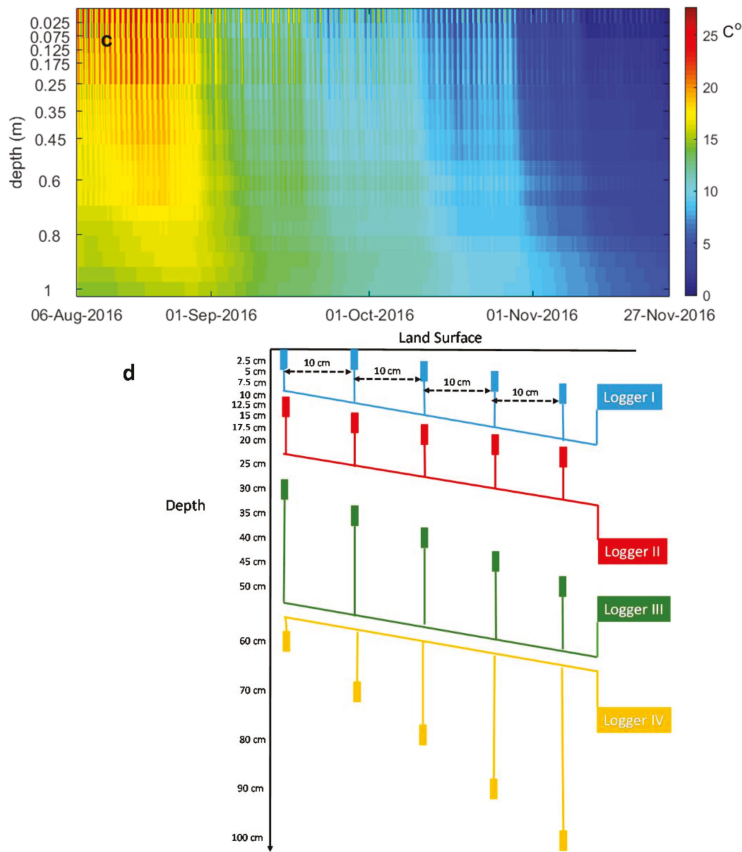 c
0.025
0.075
0.125
0.175
0.25
0.35
0.45
0.6
0.8
1
depth (m)
06-Aug-2016 01-Sep-2016 01-Oct-2016 01-Nov-2016 27-Nov-2016
C°
25
20
15
10
5
0
d
Land Surface
Depth
2.5 cm
5 cm
7.5 cm
10 cm
12.5 cm
15 cm
17.5 cm
20 cm
25 cm
30 cm
35 cm
40 cm
45 cm
50 cm
60 cm
70 cm
80 cm
90 cm
100 cm
10 cm
10 cm
10 cm
10 cm
Logger I
Logger II
Logger III
Logger IV